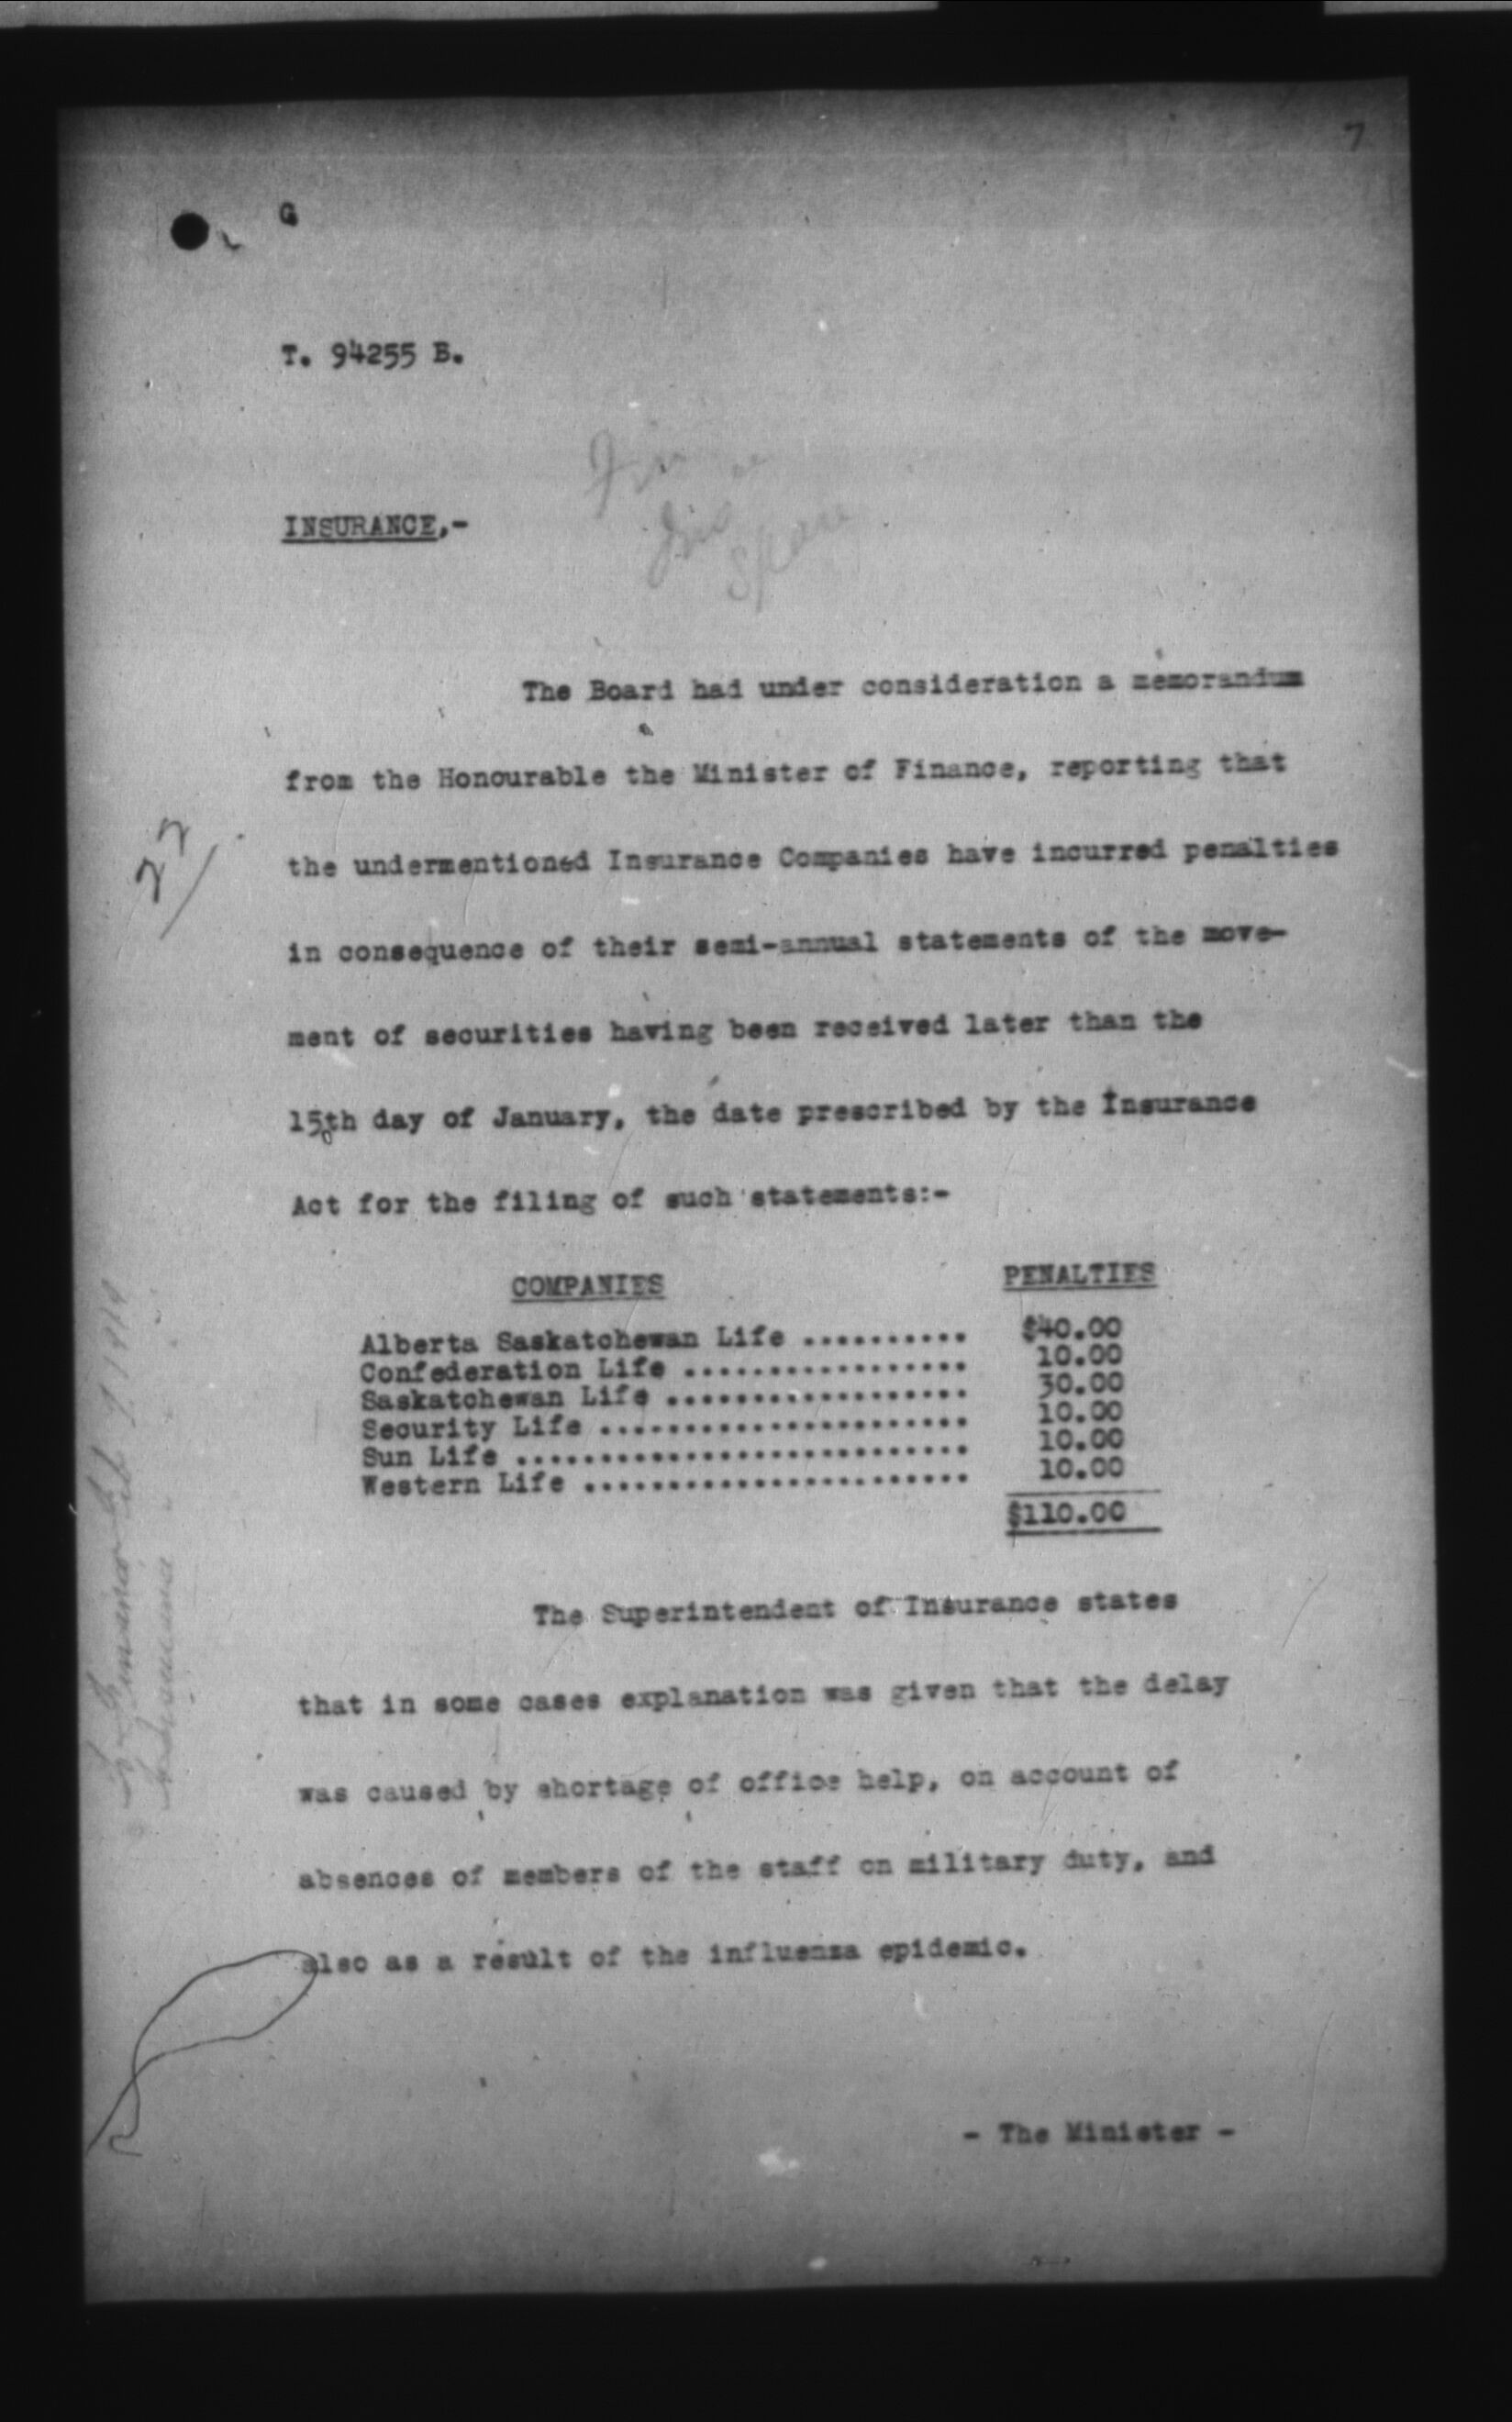 7
G
T. 94255 B.
INSURANCE,-
The Board had under consideration a memorandum
from the Honourable the Minister of Finance, reporting that
the undermentioned Insurance Companies have incurred penalties
in consequence of their semi-annual statements of the move-
ment of securities having been received later than the
15th day of January, the date prescribed by the Insurance
Act for the filing of such statements:-
COMPANIES PENALTIES
Alberta Saskatchewan Life .......... $40.00
Confederation Life ................. 10.00
Saskatchewan Life .................. 30.00
Security Life ...................... 10.00
Sun Life ........................... 10.00
Western Life ....................... 10.00
$110.00
The Superintendent of Insurance states
that in some cases explanation was given that the delay
was caused by shortage of office help, on account of
absences of members of the staff on military duty, and
also as a result of the influenza epidemic.
- The Minister -